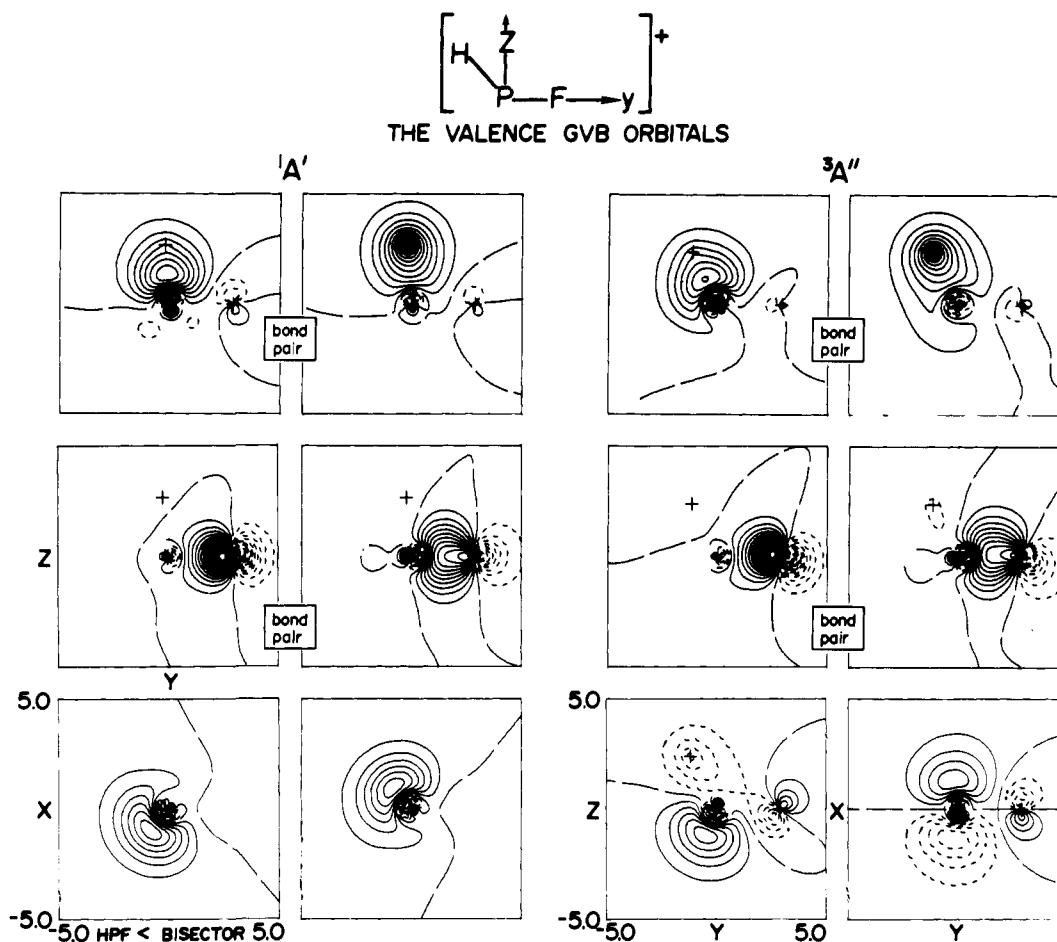 [ H Z P F y ]+
THE VALENCE GVB ORBITALS
¹A' ³A"
bond pair
bond pair
Z
bond pair
bond pair
Y
5.0 5.0
X Z X
-5.0 -5.0
-5.0 HPF < BISECTOR 5.0 -5.0 Y 5.0 Y